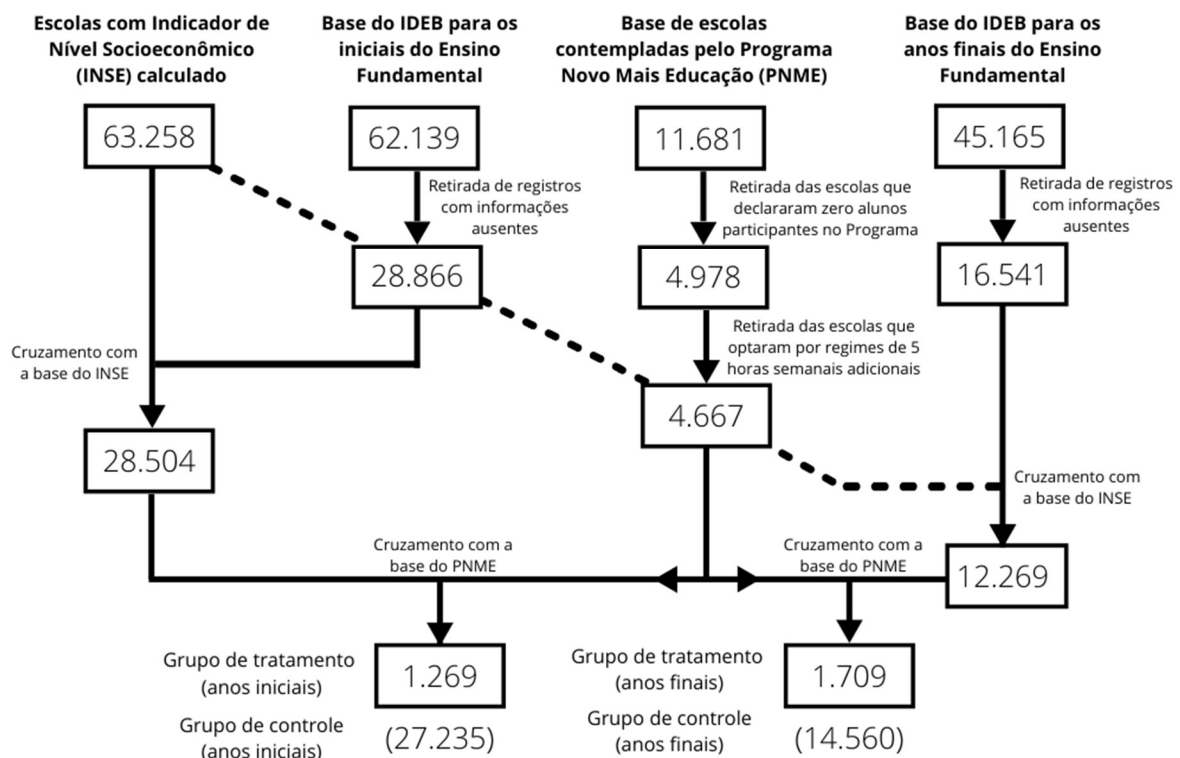 Escolas com Indicador de
Nível Socioeconômico
(INSE) calculado
Base do IDEB para os
iniciais do Ensino
Fundamental
Base de escolas
contempladas pelo Programa
Novo Mais Educação (PNME)
Base do IDEB para os
anos finais do Ensino
Fundamental
63.258
62.139
11.681
45.165
Retirada de registros
com informações
ausentes
Retirada das escolas que
declararam zero alunos
participantes no Programa
Retirada de registros
com informações
ausentes
28.866
4.978
16.541
Retirada das escolas que
optaram por regimes de 5
horas semanais adicionais
Cruzamento com
a base do INSE
4.667
28.504
Cruzamento com
a base do INSE
Cruzamento com a
base do PNME
Cruzamento com a
base do PNME
12.269
Grupo de tratamento
(anos iniciais)
1.269
Grupo de tratamento
(anos finais)
1.709
Grupo de controle
(anos iniciais)
(27.235)
Grupo de controle
(anos finais)
(14.560)